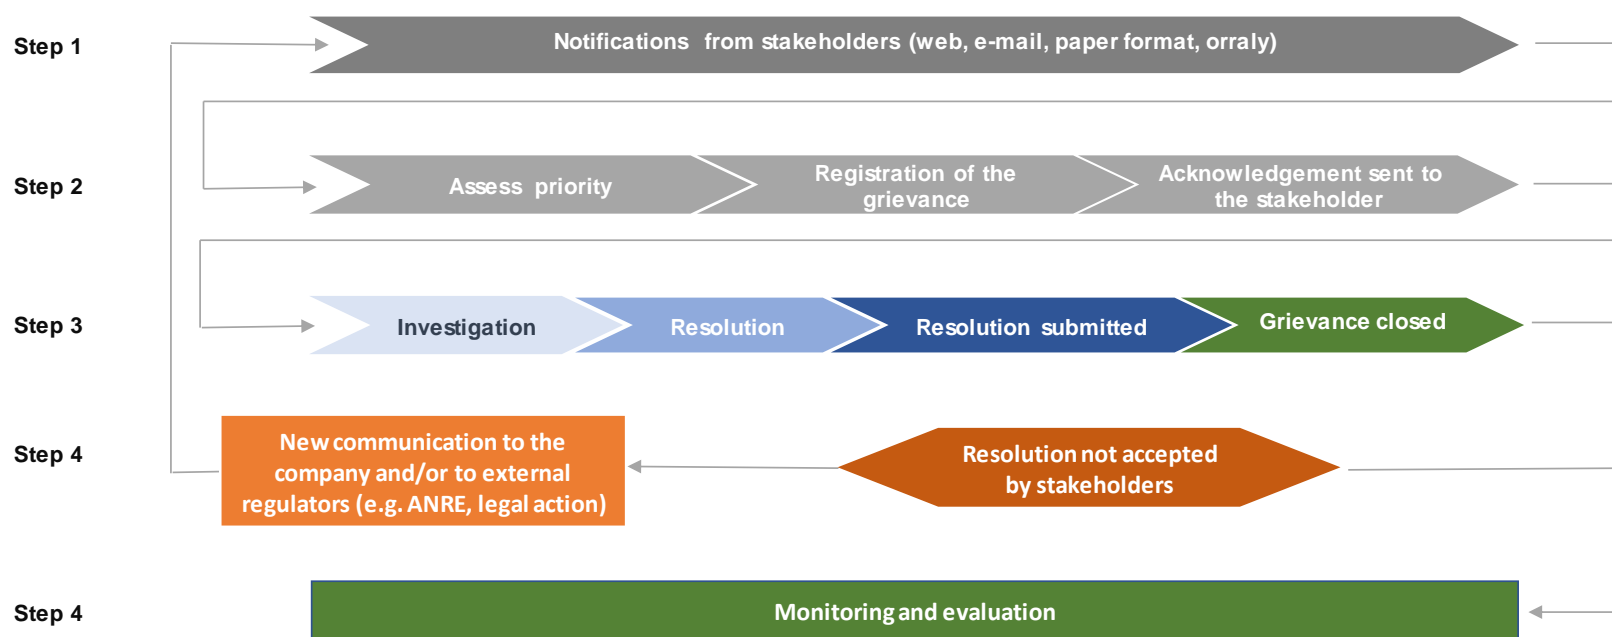 Step 1
Notifications from stakeholders (web, e-mail, paper format, orraly)
Step 2
Assess priority
Registration of the
grievance
Acknowledgement sent to
the stakeholder
Step 3
Investigation
Resolution
Resolution submitted
Grievance closed
Step 4
New communication to the
company and/or to external
regulators (e.g. ANRE, legal action)
Resolution not accepted
by stakeholders
Step 4
Monitoring and evaluation